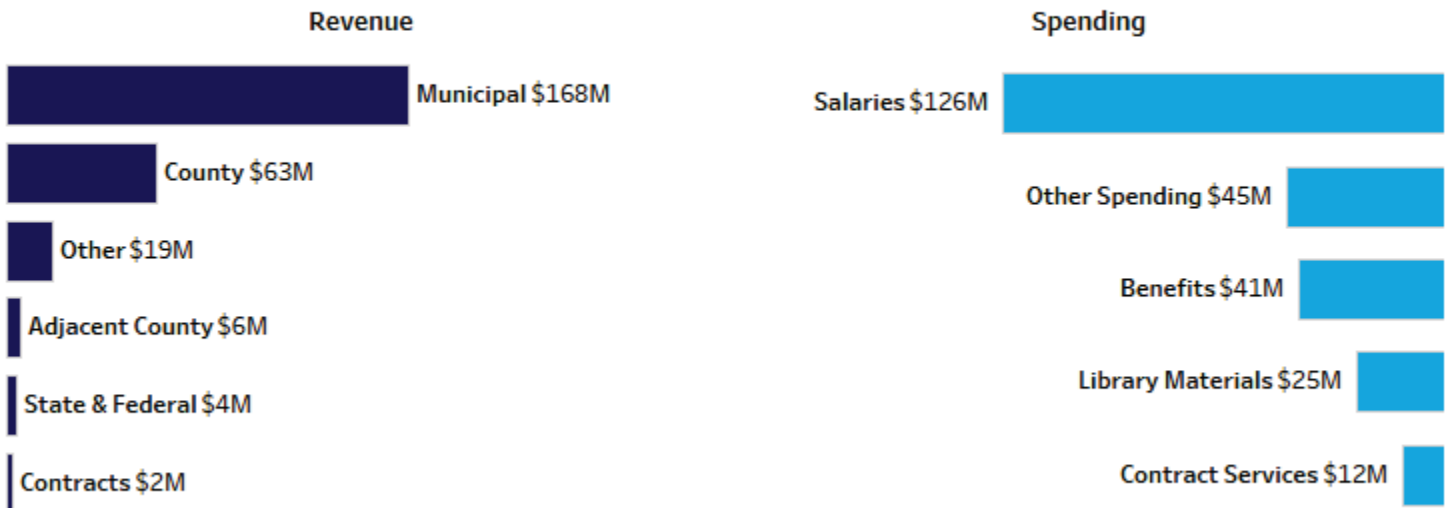 Revenue
Municipal $168M
County $63M
Other $19M
Adjacent County $6M
State & Federal $4M
Contracts $2M
Spending
Salaries $126M
Other Spending $45M
Benefits $41M
Library Materials $25M
Contract Services $12M